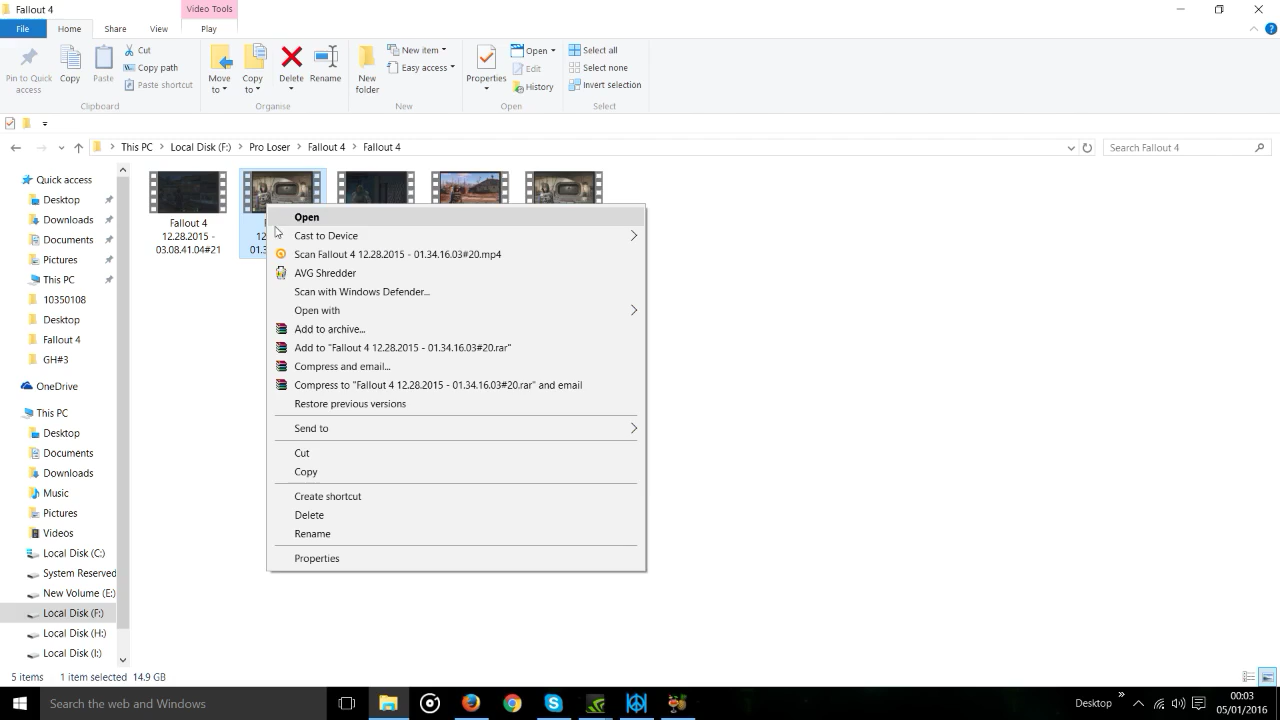 Fallout 4
Video Tools
File
Home
Share
View
Play
Pin to Quick
access
Copy
Paste
Cut
Copy path
Paste shortcut
Clipboard
Move
to
Copy
to
Delete
Rename
Organise
New
folder
New item
Easy access
New
Properties
Open
Edit
History
Open
Select all
Select none
Invert selection
Select
This PC
Local Disk (F:)
Pro Loser
Fallout 4
Fallout 4
Search Fallout 4
Quick access
Desktop
Downloads
Documents
Pictures
This PC
10350108
Desktop
Fallout 4
GH#3
OneDrive
This PC
Desktop
Documents
Downloads
Music
Pictures
Videos
Local Disk (C:)
System Reserved
New Volume (E:)
Local Disk (F:)
Local Disk (H:)
Local Disk (I:)
Fallout 4
12.28.2015 -
03.08.41.04#21
Open
Cast to Device
Scan Fallout 4 12.28.2015 - 01.34.16.03#20.mp4
AVG Shredder
Scan with Windows Defender...
Open with
Add to archive...
Add to "Fallout 4 12.28.2015 - 01.34.16.03#20.rar"
Compress and email...
Compress to "Fallout 4 12.28.2015 - 01.34.16.03#20.rar" and email
Restore previous versions
Send to
Cut
Copy
Create shortcut
Delete
Rename
Properties
5 items
1 item selected 14.9 GB
Search the web and Windows
Desktop
00:03
05/01/2016